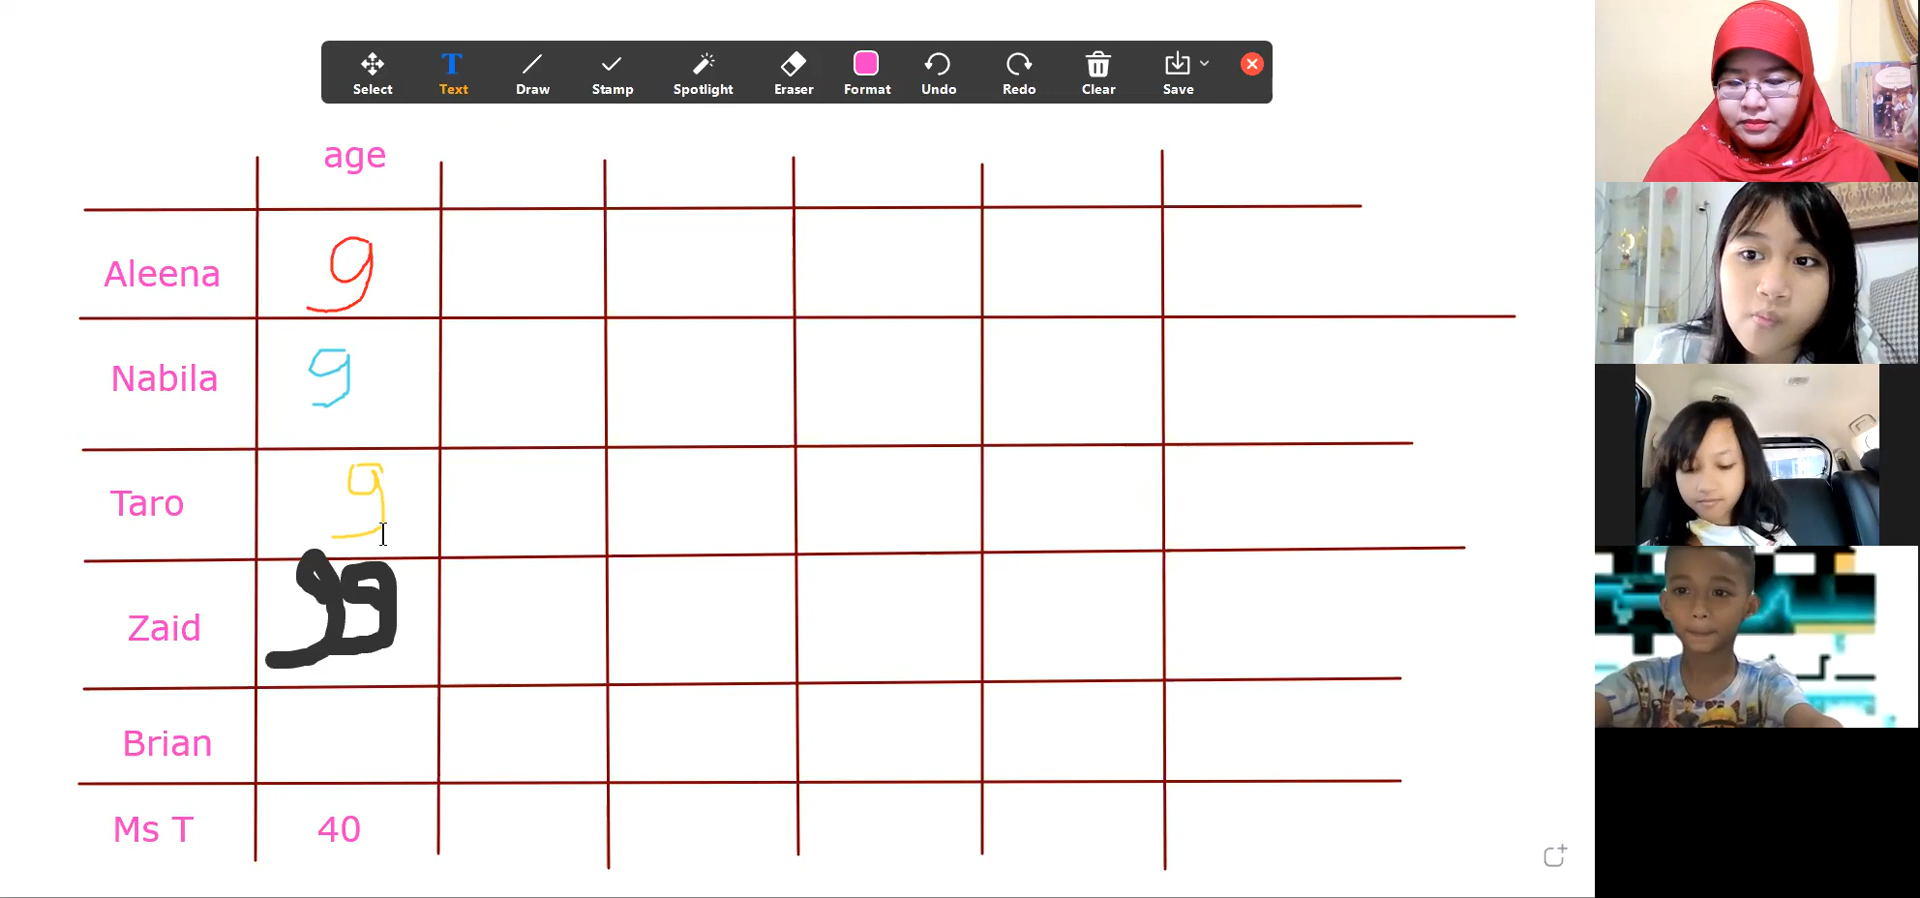 Select Text Draw Stamp Spotlight Eraser Format Undo Redo Clear Save
age
Aleena 9
Nabila 9
Taro 9
Zaid 99
Brian
Ms T 40